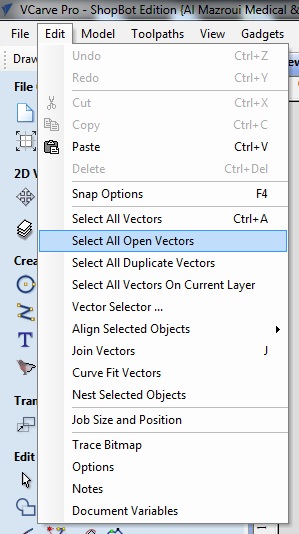 VCarve Pro - ShopBot Edition {Al Mazroui Medical &
File Edit Model Toolpaths View Gadgets
Draw
File
Undo Ctrl+Z
Redo Ctrl+Y
Cut Ctrl+X
Copy Ctrl+C
Paste Ctrl+V
Delete Ctrl+Del
2D V
Snap Options F4
Select All Vectors Ctrl+A
Select All Open Vectors
Select All Duplicate Vectors
Crea
Select All Vectors On Current Layer
Vector Selector ...
Align Selected Objects
Join Vectors J
Curve Fit Vectors
Nest Selected Objects
Tran
Job Size and Position
Trace Bitmap
Edit
Options
Notes
Document Variables